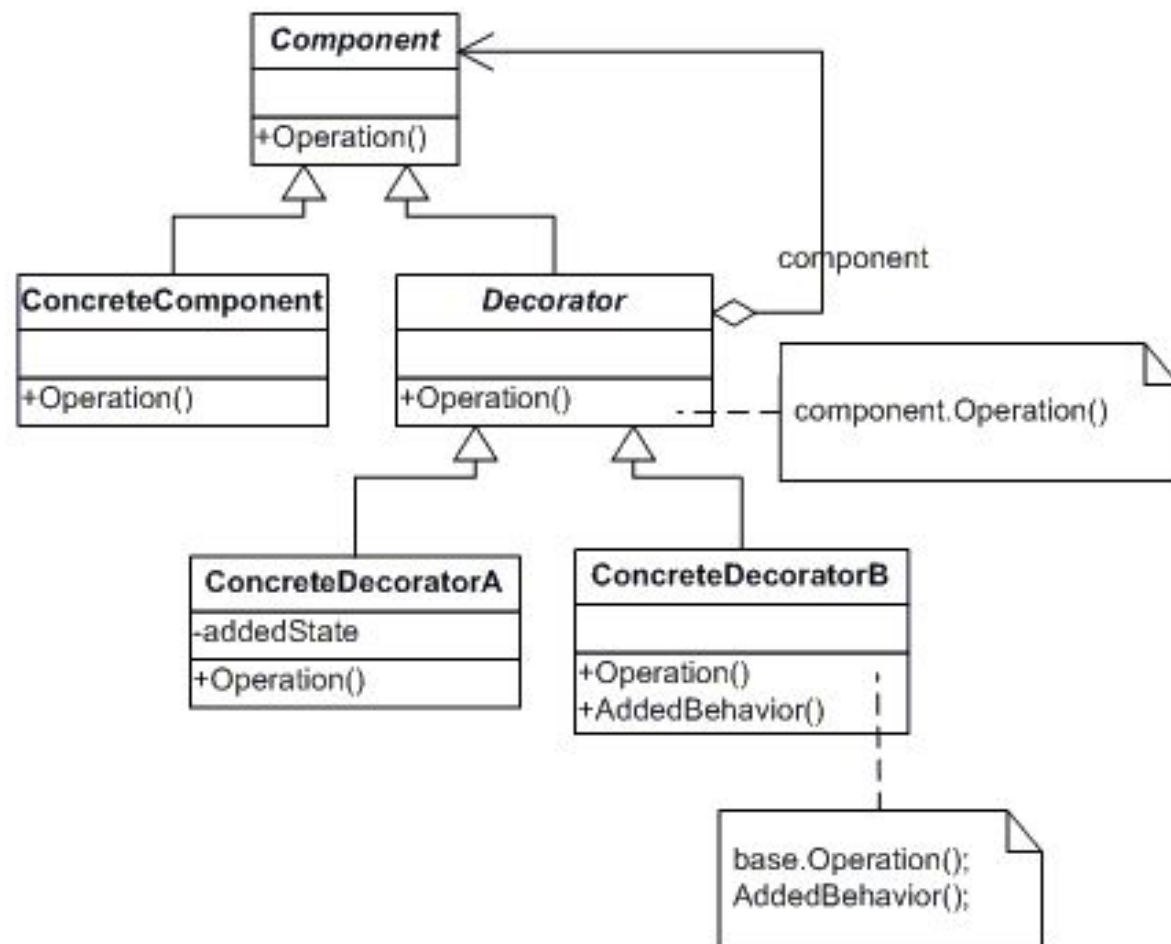 Component
+Operation()
component
ConcreteComponent
+Operation()
Decorator
+Operation()
component.Operation()
ConcreteDecoratorA
-addedState
+Operation()
ConcreteDecoratorB
+Operation()
+AddedBehavior()
base.Operation();
AddedBehavior();